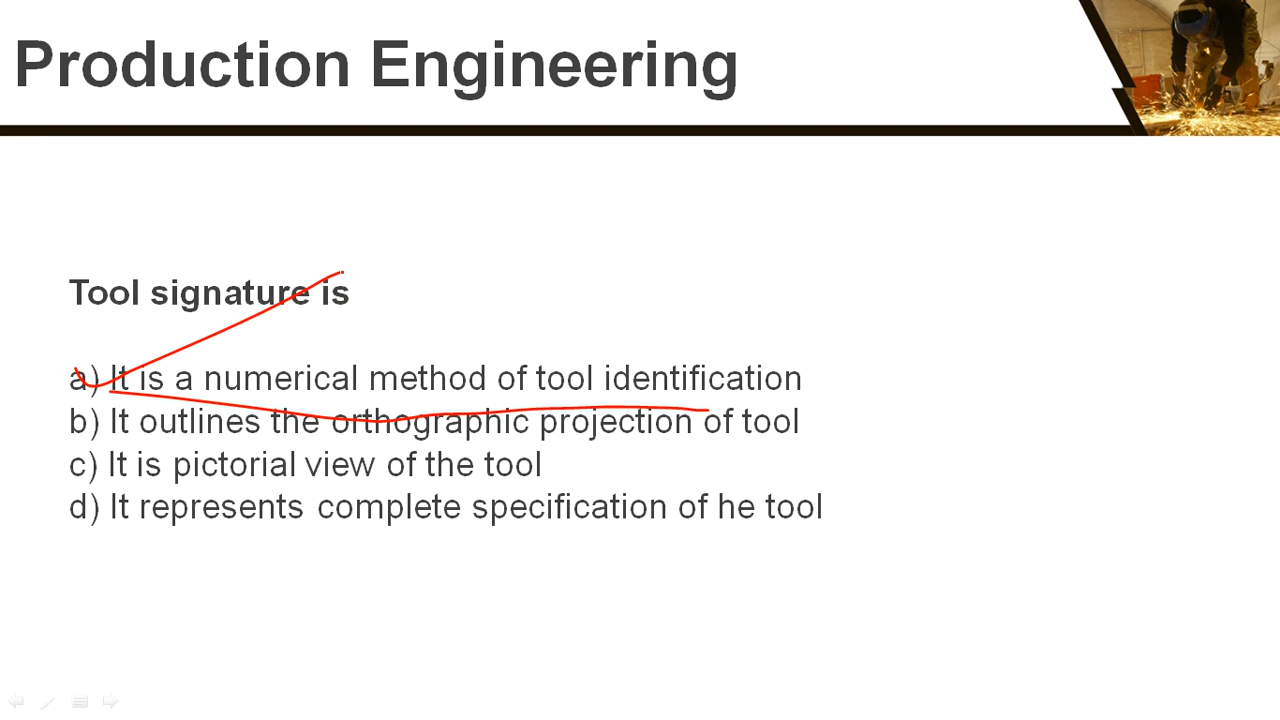 Production Engineering
Tool signature is
a) It is a numerical method of tool identification
b) It outlines the orthographic projection of tool
c) It is pictorial view of the tool
d) It represents complete specification of he tool